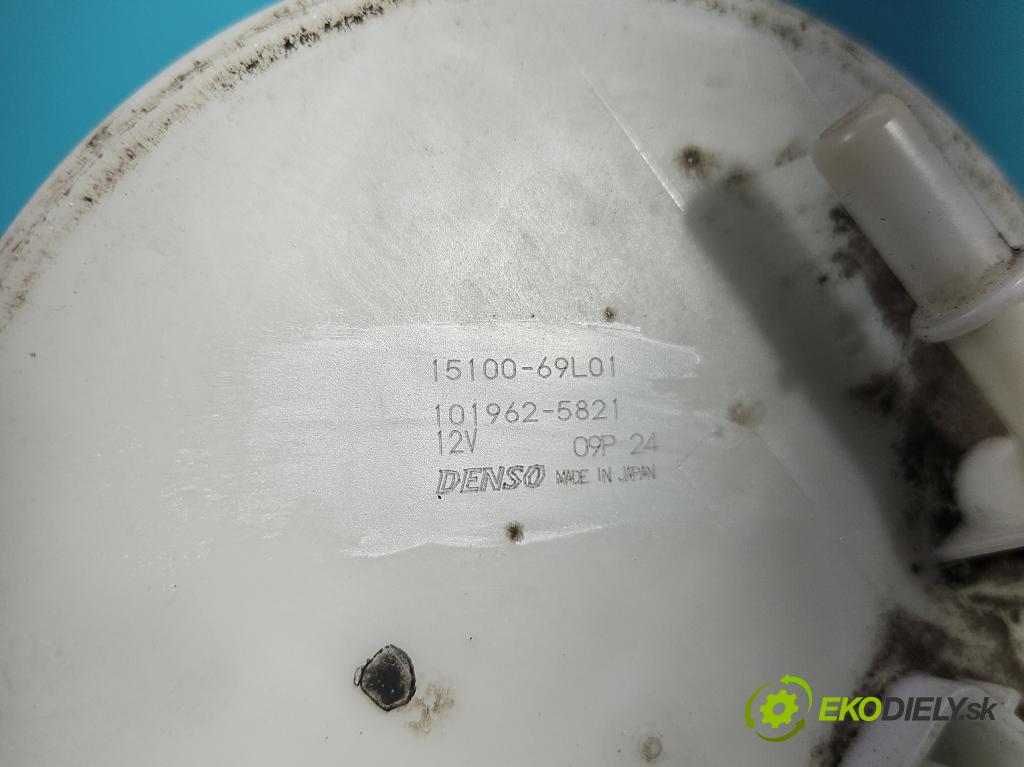 15100-69L01
101962-5821
12V 09P 24
DENSO MADE IN JAPAN
EKODIELY.sk